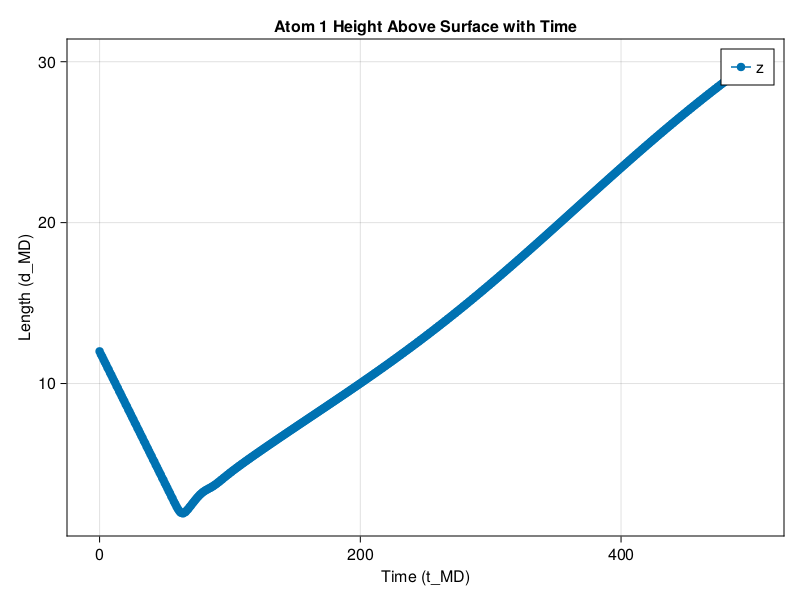 Atom 1 Height Above Surface with Time
z
30
20
10
Length (d_MD)
0 200 400
Time (t_MD)